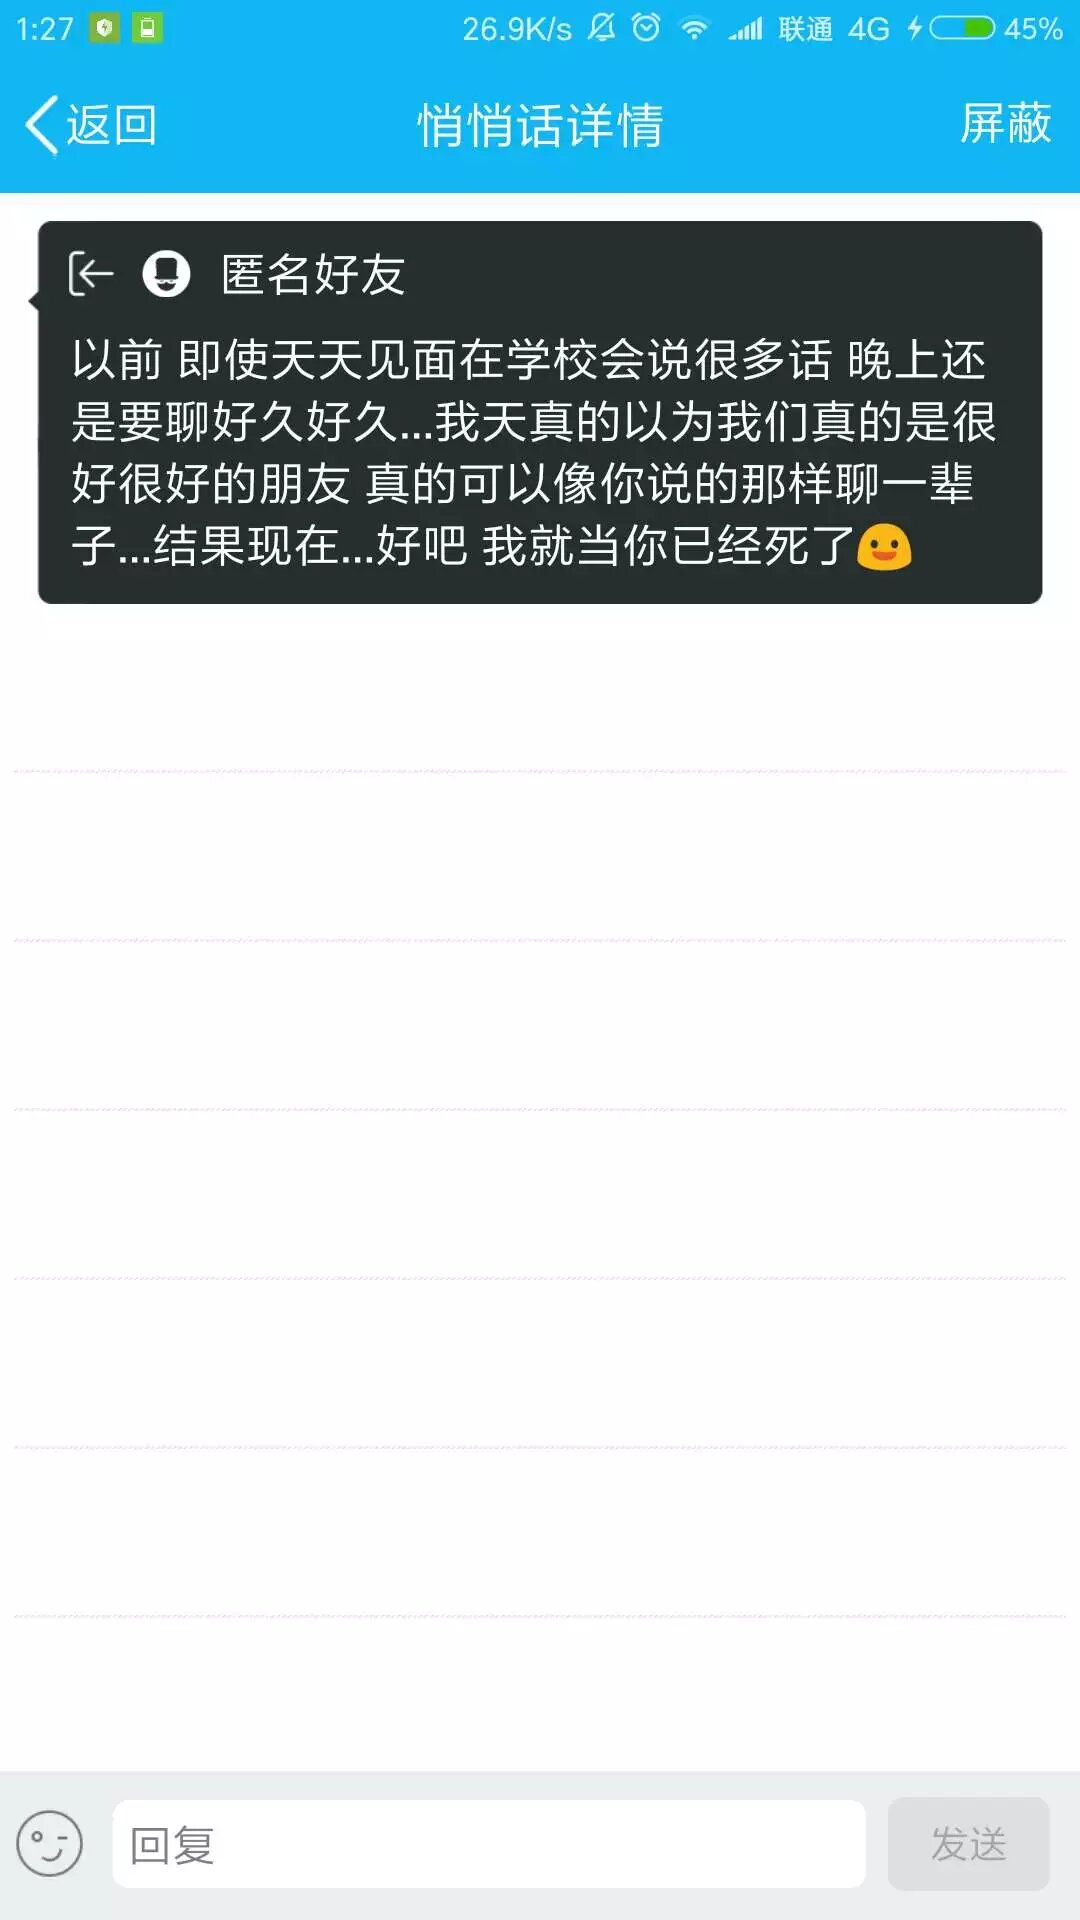 1:27 26.9K/s 联通 4G 45%
返回 悄悄话详情 屏蔽
匿名好友
以前 即使天天见面在学校会说很多话 晚上还
是要聊好久好久...我天真的以为我们真的是很
好很好的朋友 真的可以像你说的那样聊一辈
子...结果现在...好吧 我就当你已经死了😃
回复 发送